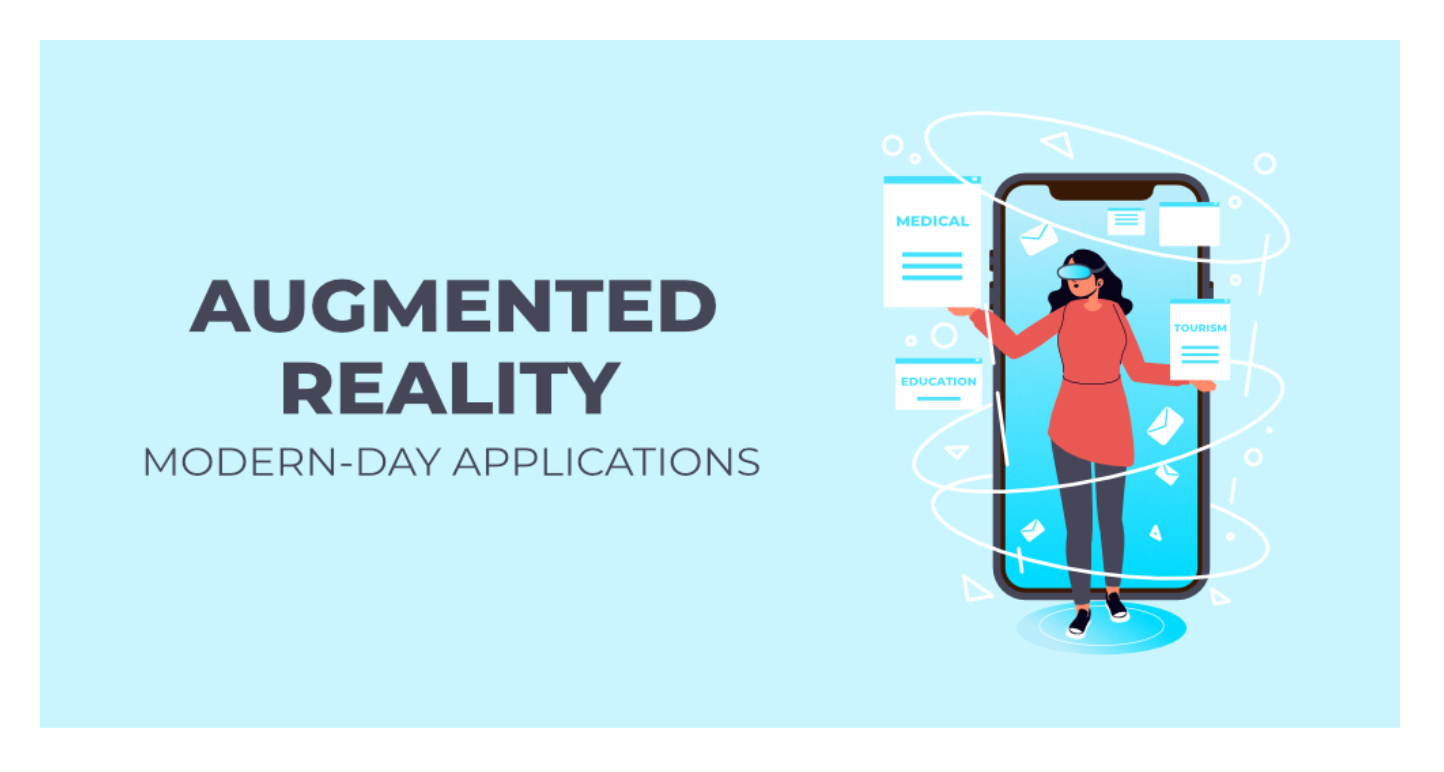 AUGMENTED
REALITY
MODERN-DAY APPLICATIONS
MEDICAL
TOURISM
EDUCATION